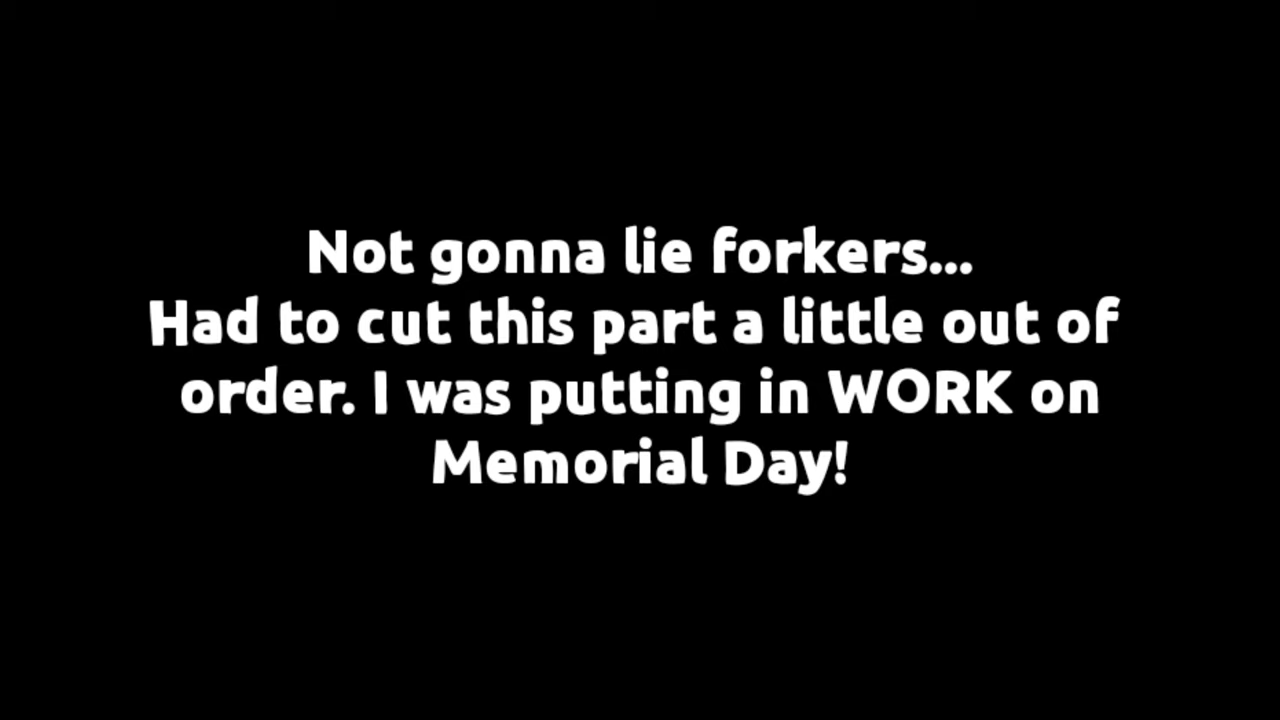 Not gonna lie forkers...
Had to cut this part a little out of
order. I was putting in WORK on
Memorial Day!